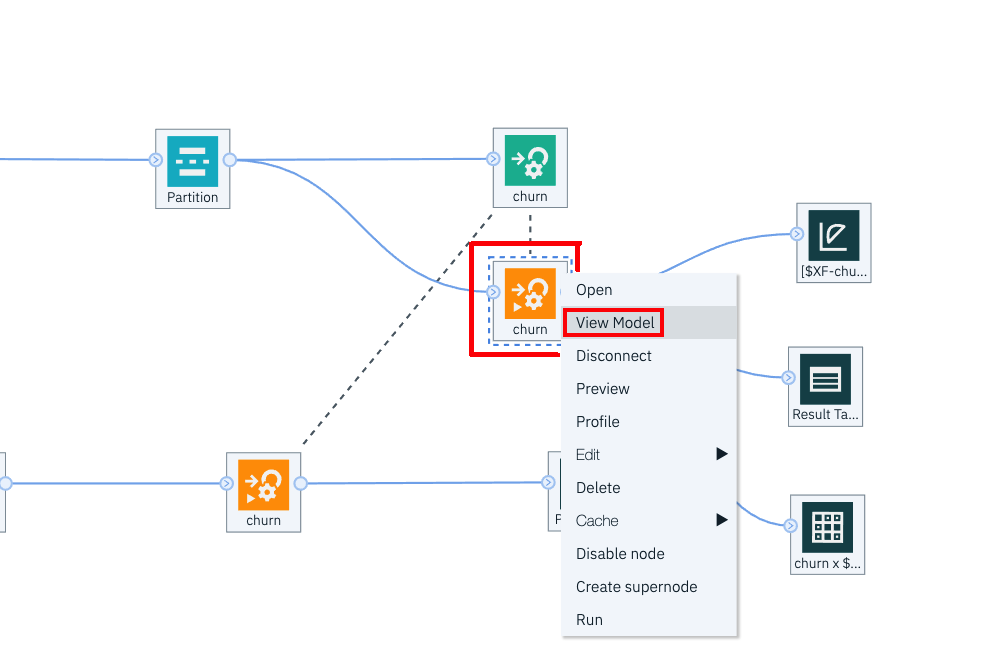 Partition
churn
[$XF-chu...
churn
Open
View Model
Disconnect
Preview
Profile
Edit
Delete
Cache
Disable node
Create supernode
Run
Result Ta...
churn
P
churn x $...